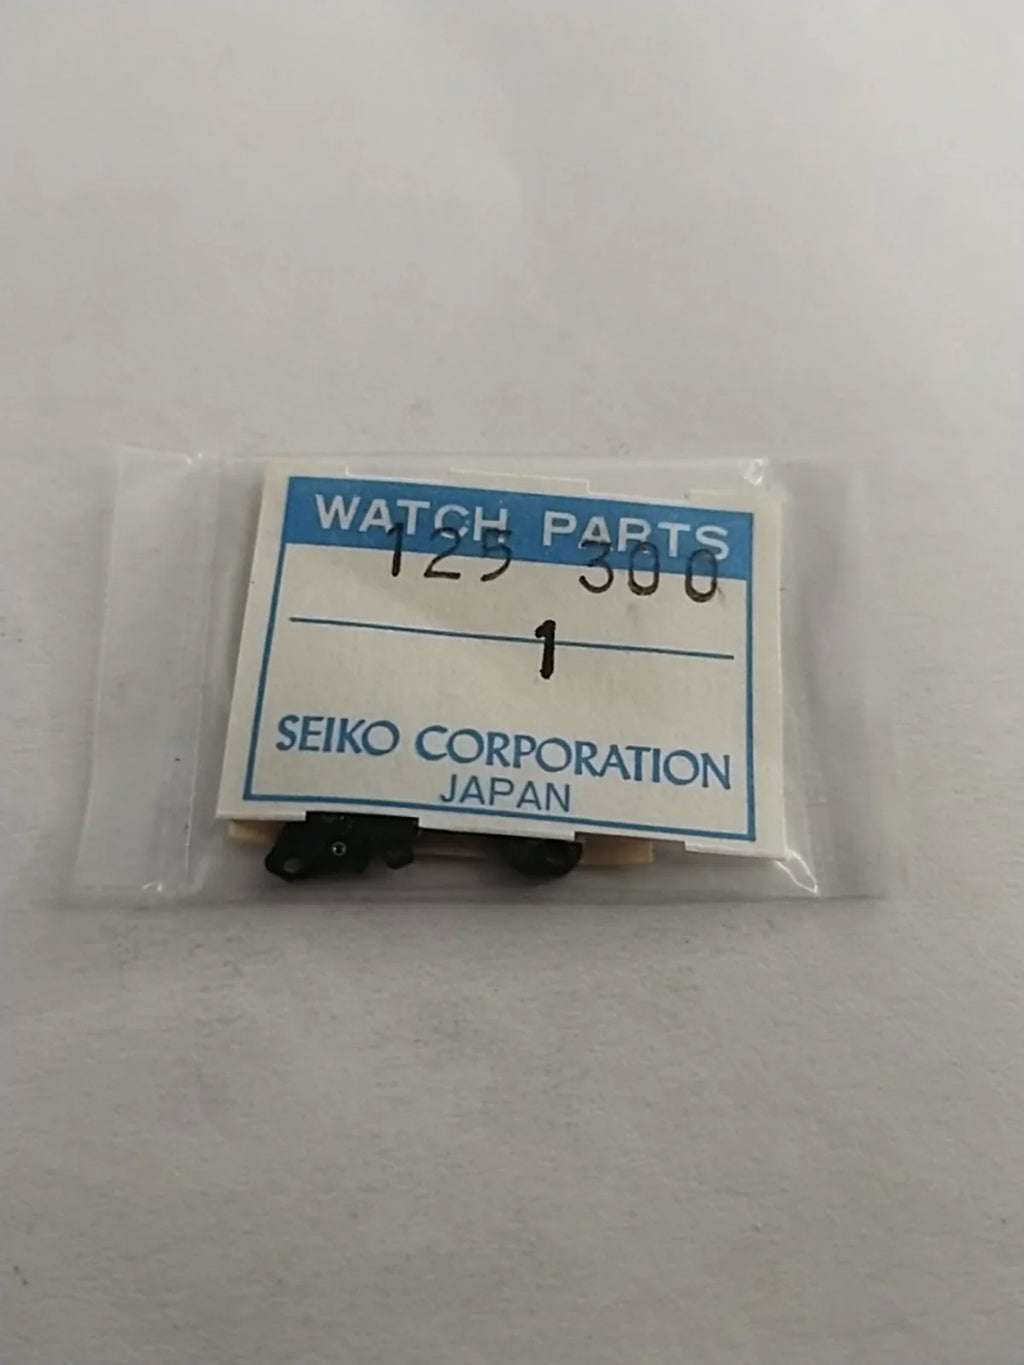 WATCH PARTS
125 300
1
SEIKO CORPORATION
JAPAN